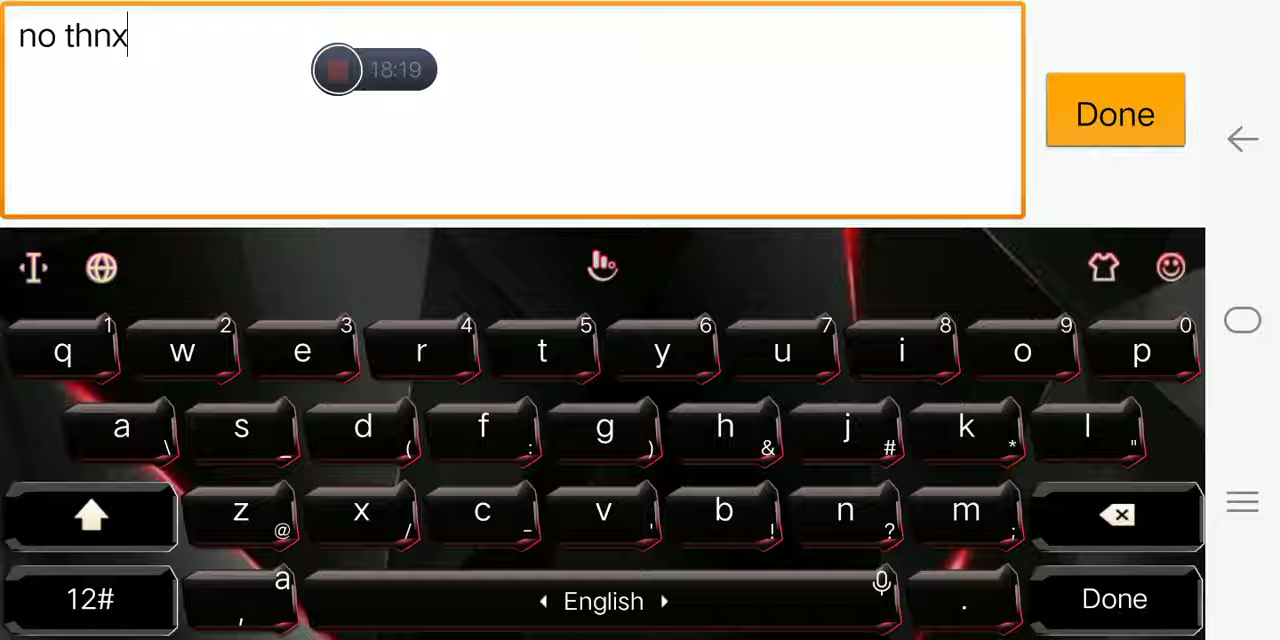 no thnx
18:19
Done
1 2 3 4 5 6 7 8 9 0
q w e r t y u i o p
a s d f g h j k l
\ _ ( : ) & # * "
z x c v b n m
@ / - ' ! ? ;
12# , a English . Done